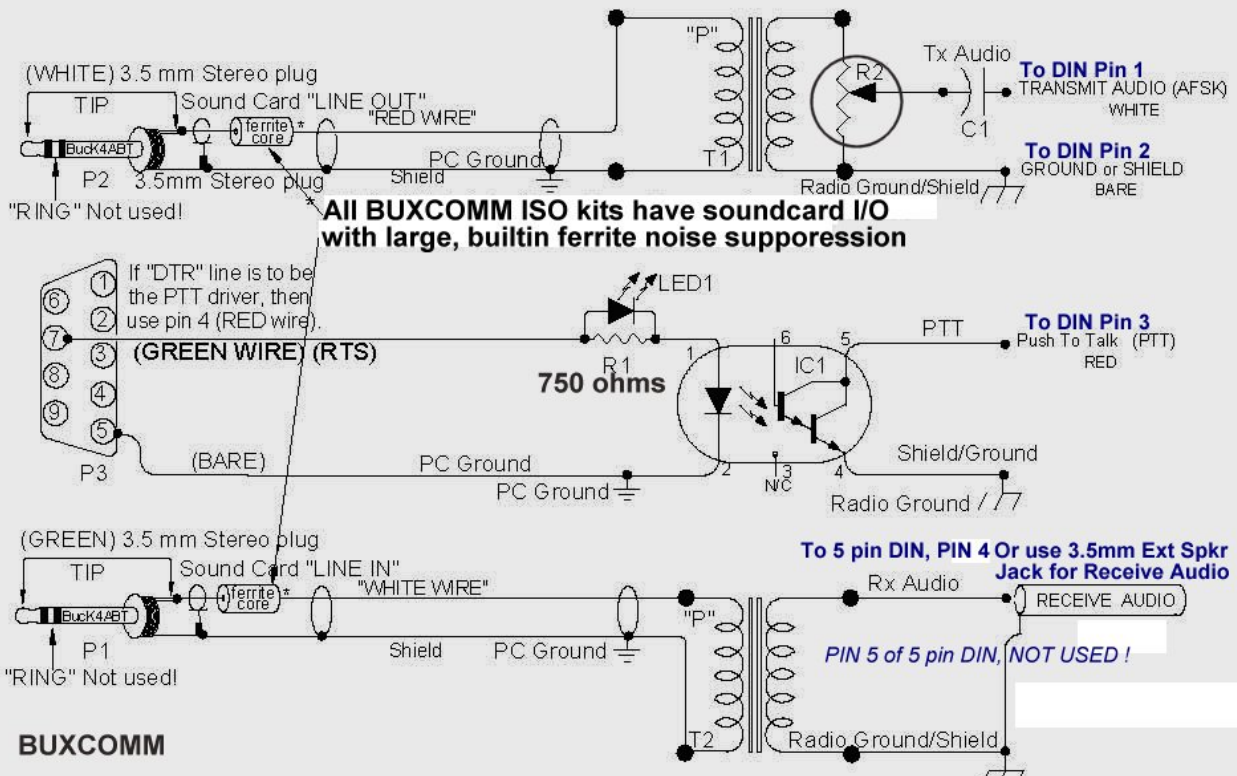 "P"
R2
Tx Audio
To DIN Pin 1
TRANSMIT AUDIO (AFSK)
WHITE
C1
(WHITE) 3.5 mm Stereo plug
TIP
Sound Card "LINE OUT"
"RED WIRE"
ferrite
core
*
BucK4ABT
P2
3.5mm Stereo plug
PC Ground
Shield
T1
To DIN Pin 2
GROUND or SHIELD
BARE
Radio Ground/Shield
"RING" Not used!
* All BUXCOMM ISO kits have soundcard I/O
with large, builtin ferrite noise supporession
1
2
3
4
5
6
7
8
9
P3
If "DTR" line is to be
the PTT driver, then
use pin 4 (RED wire).
(GREEN WIRE) (RTS)
LED1
R1
750 ohms
1
6
5
IC1
2
3
4
N/C
PTT
To DIN Pin 3
Push To Talk (PTT)
RED
(BARE)
PC Ground
PC Ground
Shield/Ground
Radio Ground /
(GREEN) 3.5 mm Stereo plug
TIP
Sound Card "LINE IN"
"WHITE WIRE"
ferrite
core
*
BucK4ABT
P1
Shield
PC Ground
"RING" Not used!
"P"
T2
To 5 pin DIN, PIN 4 Or use 3.5mm Ext Spkr
Jack for Receive Audio
Rx Audio
RECEIVE AUDIO
PIN 5 of 5 pin DIN, NOT USED !
Radio Ground/Shield
BUXCOMM